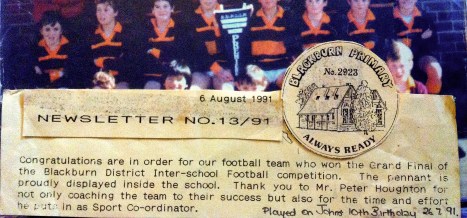 BLACKBURN PRIMARY
No. 2923
ALWAYS READY
6 August 1991
NEWSLETTER NO.13/91
Congratulations are in order for our football team who won the Grand Final of
the Blackburn District Inter-school Football competition. The pennant is
proudly displayed inside the school. Thank you to Mr. Peter Houghton for
not only coaching the team to their success but also for the time and effort
he puts in as Sport Co-ordinator.
Played on John's 10th Birthday 26.7.91